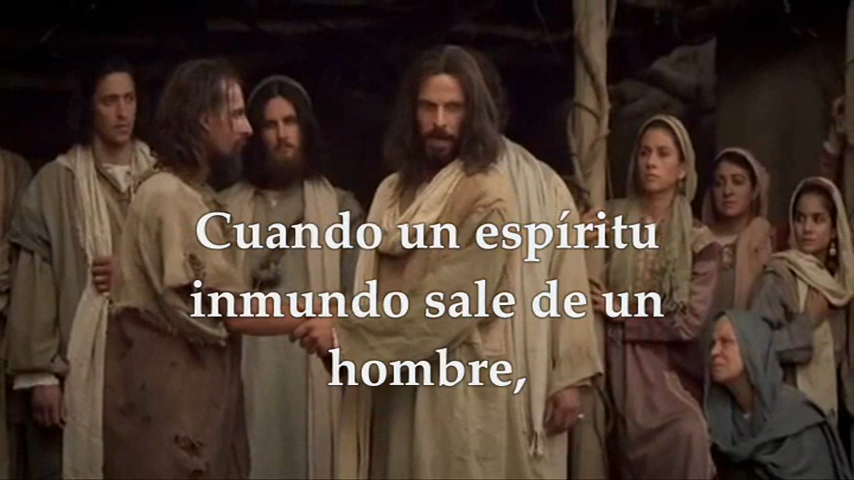 Cuando un espíritu
inmundo sale de un
hombre,